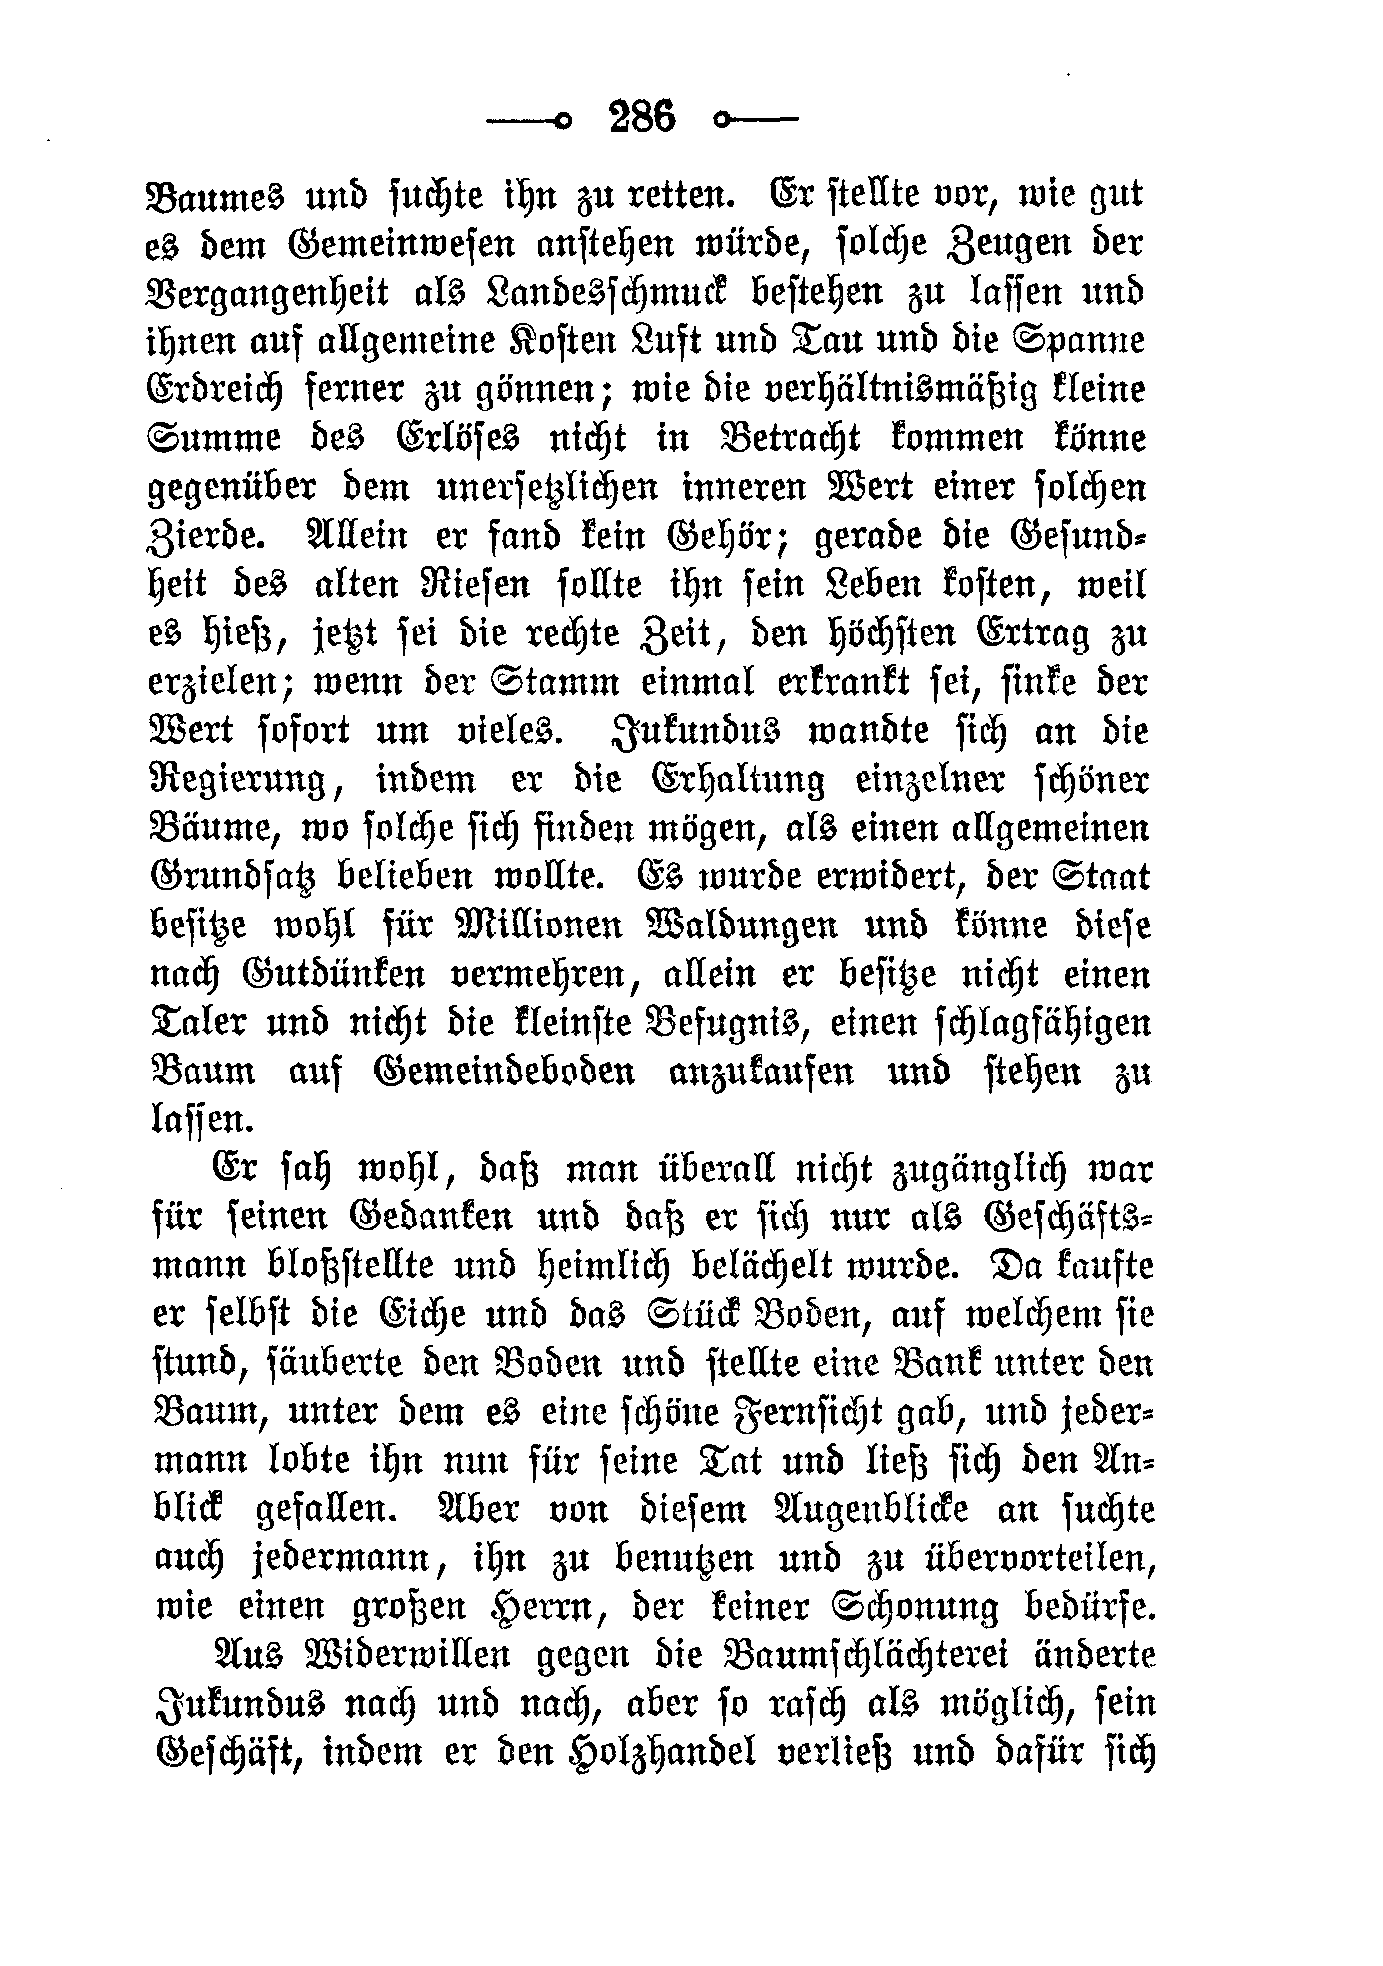 286
Baumes und suchte ihn zu retten. Er stellte vor, wie gut
es dem Gemeinwesen anstehen würde, solche Zeugen der
Vergangenheit als Landesschmuck bestehen zu lassen und
ihnen auf allgemeine Kosten Luft und Tau und die Spanne
Erdreich ferner zu gönnen; wie die verhältnismäßig kleine
Summe des Erlöses nicht in Betracht kommen könne
gegenüber dem unersetzlichen inneren Wert einer solchen
Zierde. Allein er fand kein Gehör; gerade die Gesund-
heit des alten Riesen sollte ihn sein Leben kosten, weil
es hieß, jetzt sei die rechte Zeit, den höchsten Ertrag zu
erzielen; wenn der Stamm einmal erkrankt sei, sinke der
Wert sofort um vieles. Jukundus wandte sich an die
Regierung, indem er die Erhaltung einzelner schöner
Bäume, wo solche sich finden mögen, als einen allgemeinen
Grundsatz belieben wollte. Es wurde erwidert, der Staat
besitze wohl für Millionen Waldungen und könne diese
nach Gutdünken vermehren, allein er besitze nicht einen
Taler und nicht die kleinste Befugnis, einen schlagfähigen
Baum auf Gemeindeboden anzukaufen und stehen zu
lassen.
Er sah wohl, daß man überall nicht zugänglich war
für seinen Gedanken und daß er sich nur als Geschäfts-
mann bloßstellte und heimlich belächelt wurde. Da kaufte
er selbst die Eiche und das Stück Boden, auf welchem sie
stund, säuberte den Boden und stellte eine Bank unter den
Baum, unter dem es eine schöne Fernsicht gab, und jeder-
mann lobte ihn nun für seine Tat und ließ sich den An-
blick gefallen. Aber von diesem Augenblicke an suchte
auch jedermann, ihn zu benutzen und zu übervorteilen,
wie einen großen Herrn, der keiner Schonung bedürfe.
Aus Widerwillen gegen die Baumschlächterei änderte
Jukundus nach und nach, aber so rasch als möglich, sein
Geschäft, indem er den Holzhandel verließ und dafür sich